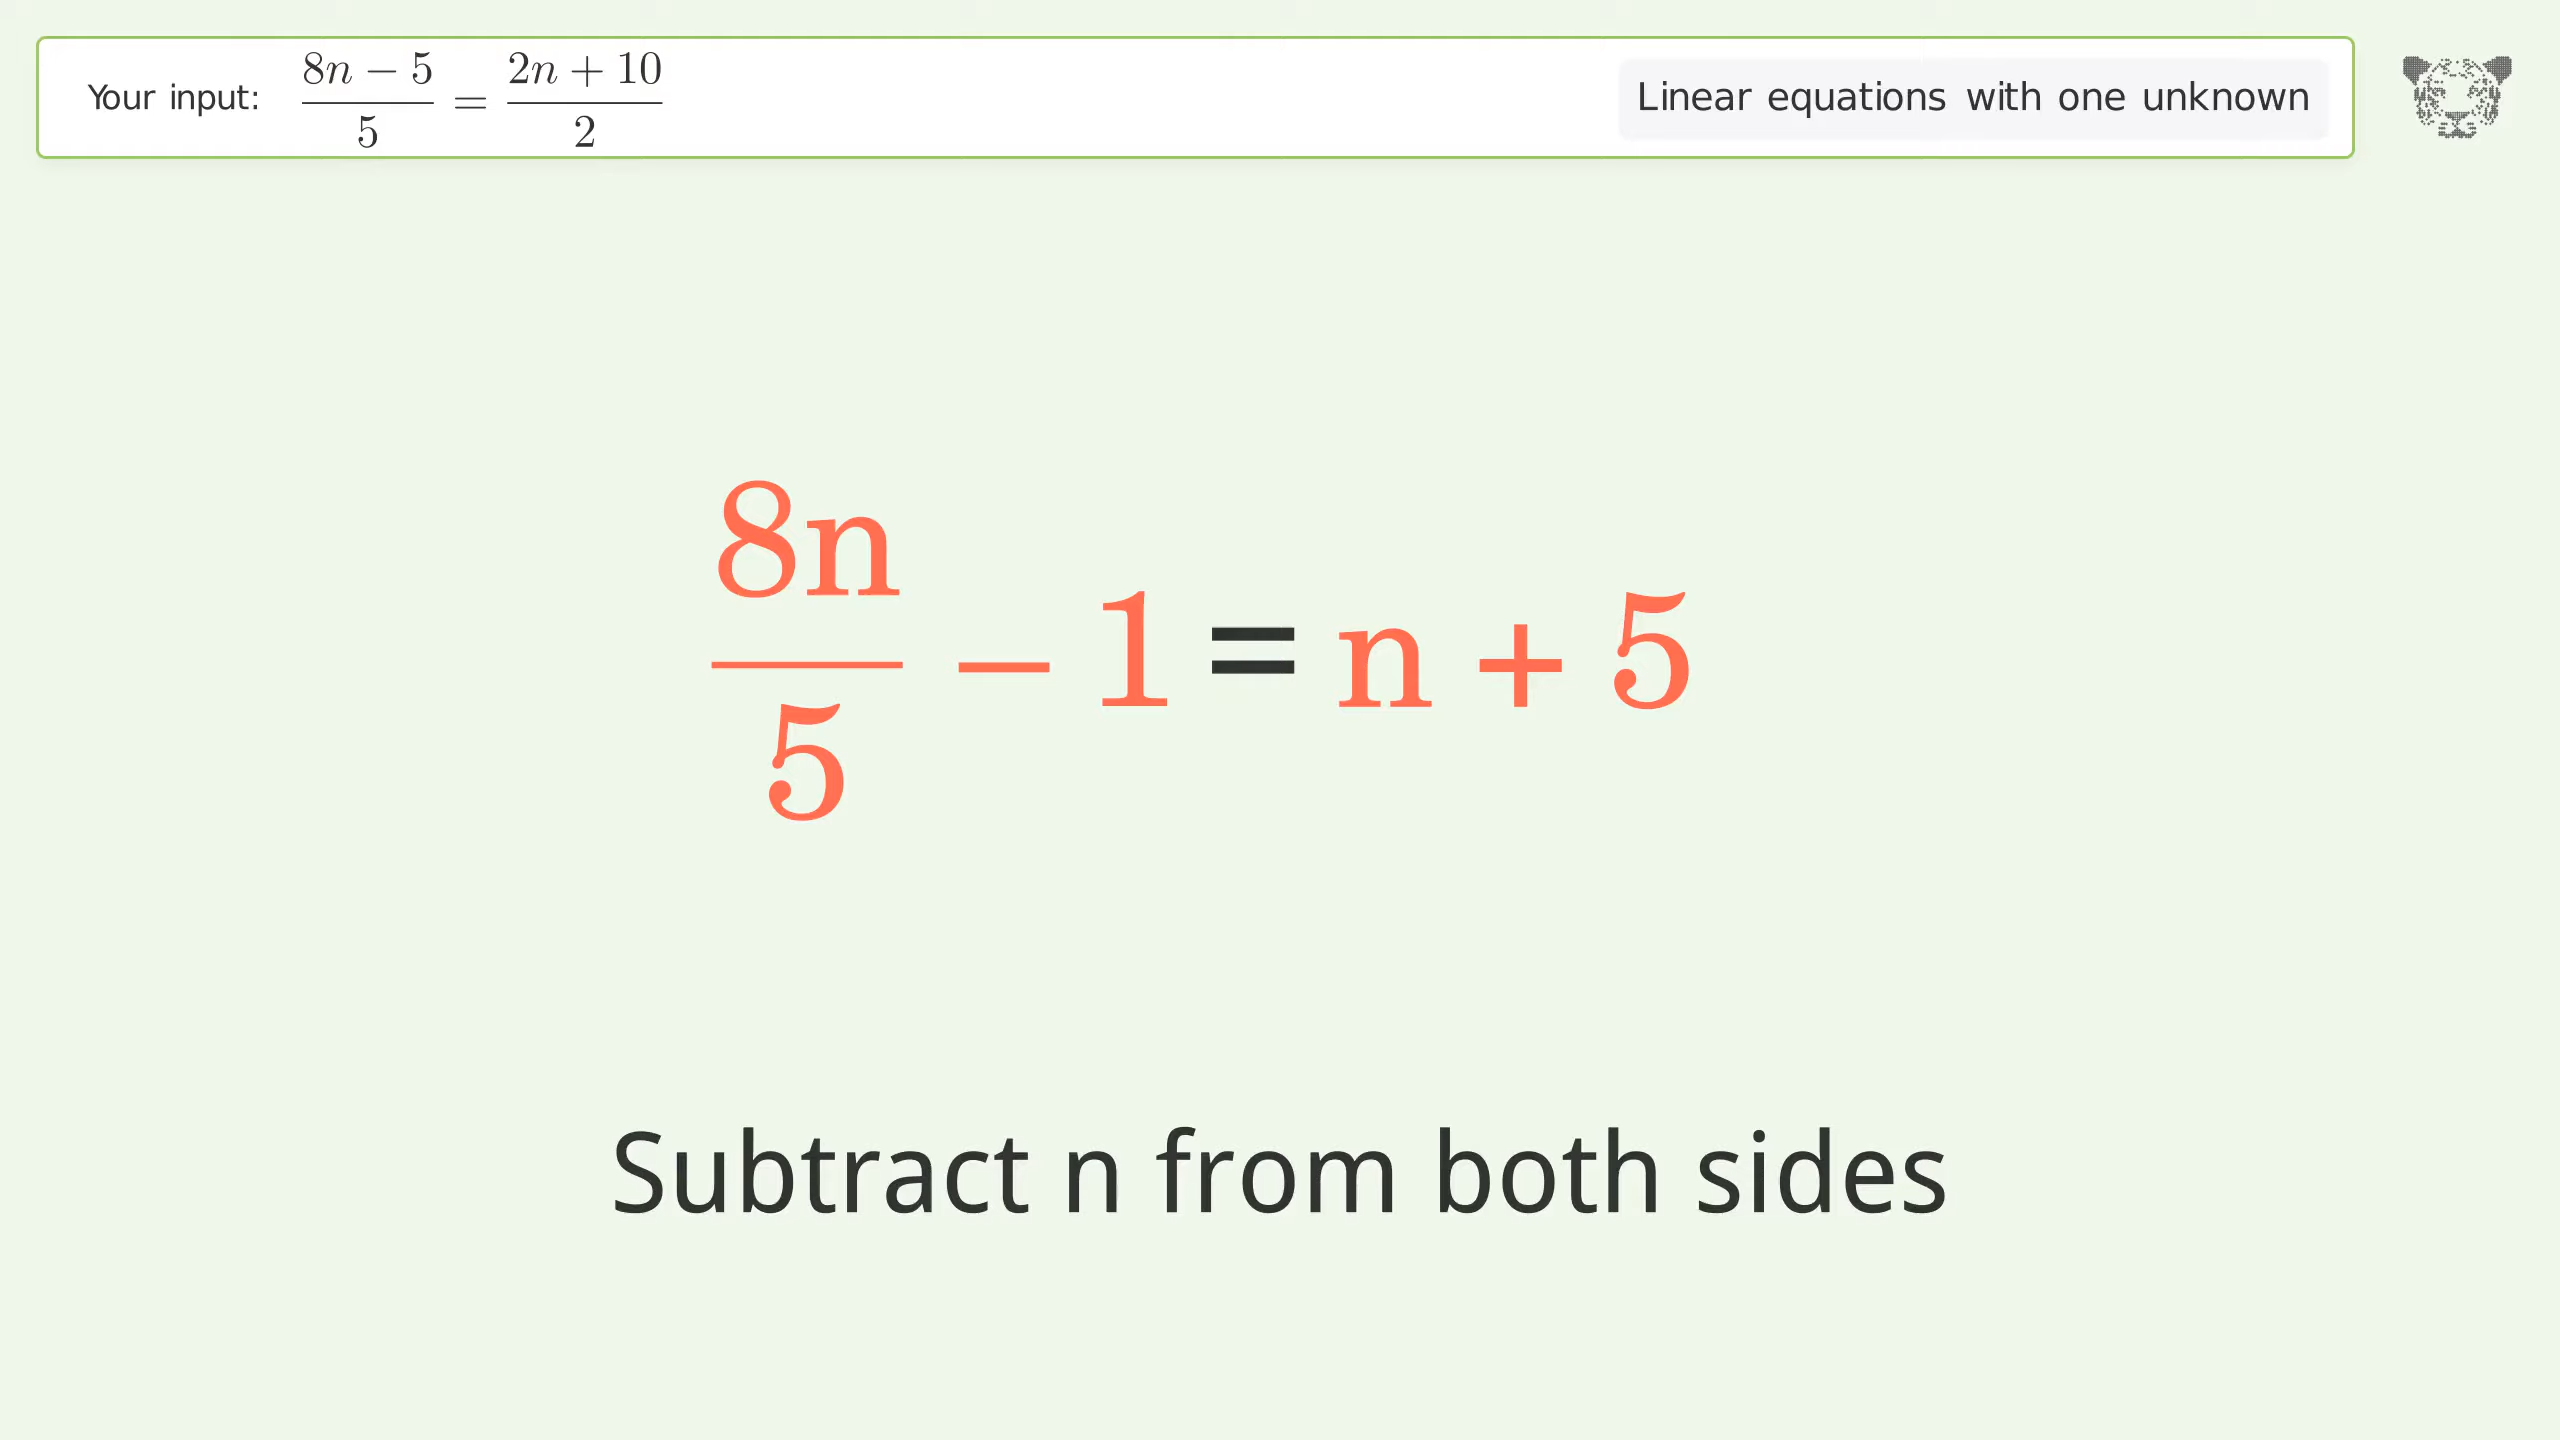 Your input: (8n − 5)/5 = (2n + 10)/2
Linear equations with one unknown
8n/5 − 1 = n + 5
Subtract n from both sides